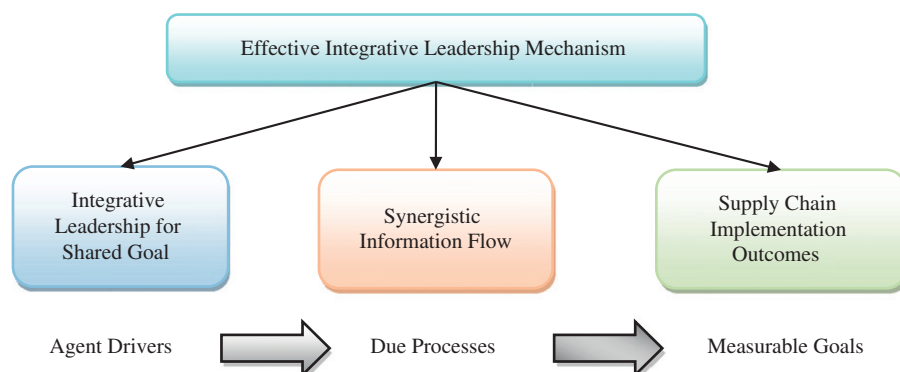 Effective Integrative Leadership Mechanism
Integrative
Leadership for
Shared Goal
Synergistic
Information Flow
Supply Chain
Implementation
Outcomes
Agent Drivers
Due Processes
Measurable Goals